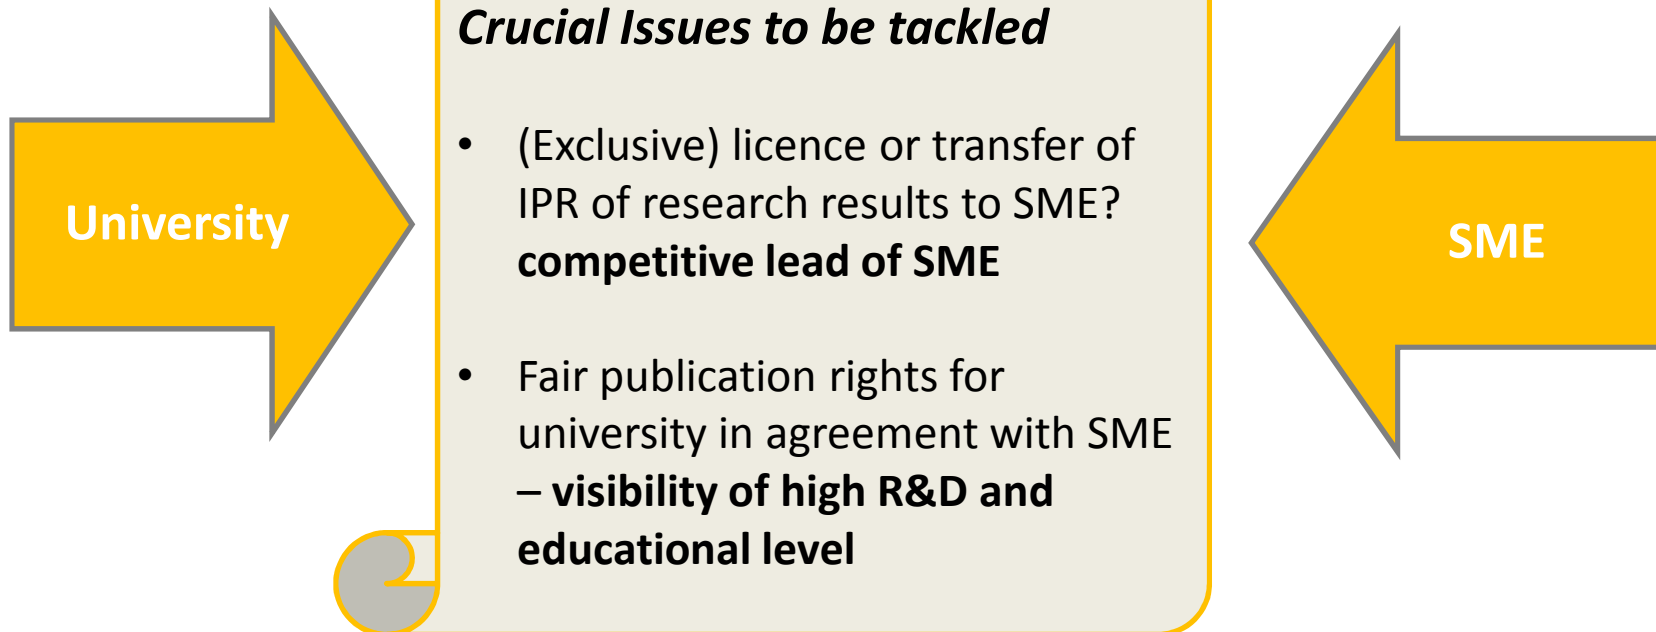 Crucial Issues to be tackled
University
• (Exclusive) licence or transfer of
IPR of research results to SME?
competitive lead of SME
• Fair publication rights for
university in agreement with SME
– visibility of high R&D and
educational level
SME